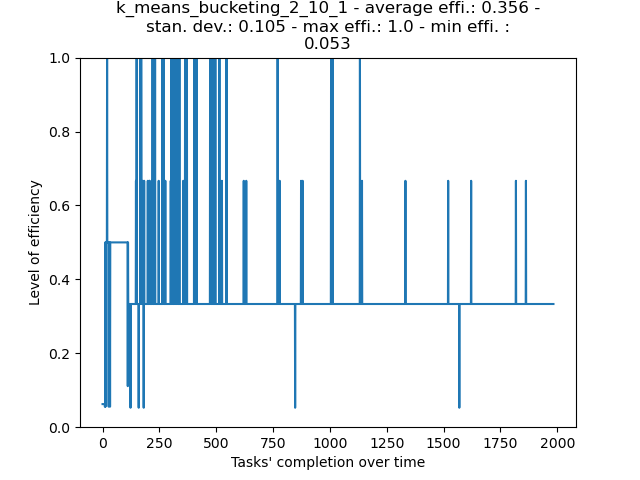 k_means_bucketing_2_10_1 - average effi.: 0.356 -
stan. dev.: 0.105 - max effi.: 1.0 - min effi. :
0.053
1.0
0.8
0.6
0.4
0.2
0.0
Level of efficiency
0 250 500 750 1000 1250 1500 1750 2000
Tasks' completion over time